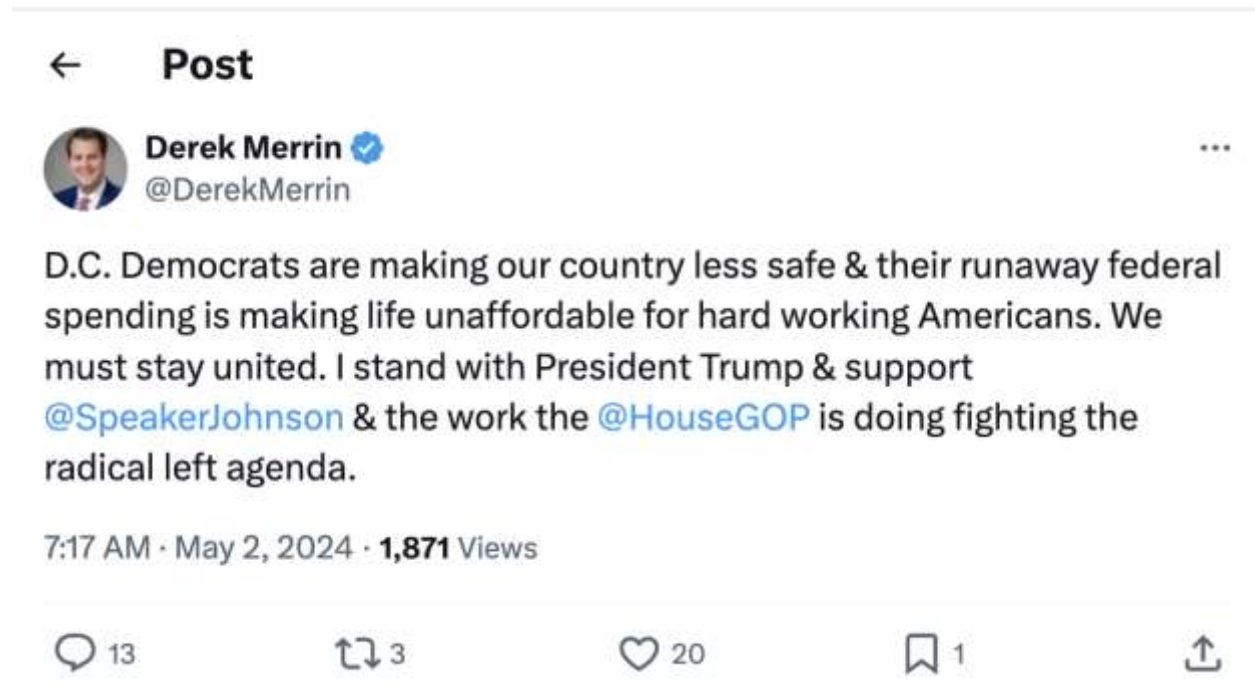 Post
Derek Merrin
@DerekMerrin
D.C. Democrats are making our country less safe & their runaway federal
spending is making life unaffordable for hard working Americans. We
must stay united. I stand with President Trump & support
@SpeakerJohnson & the work the @HouseGOP is doing fighting the
radical left agenda.
7:17 AM · May 2, 2024 · 1,871 Views
13 3 20 1